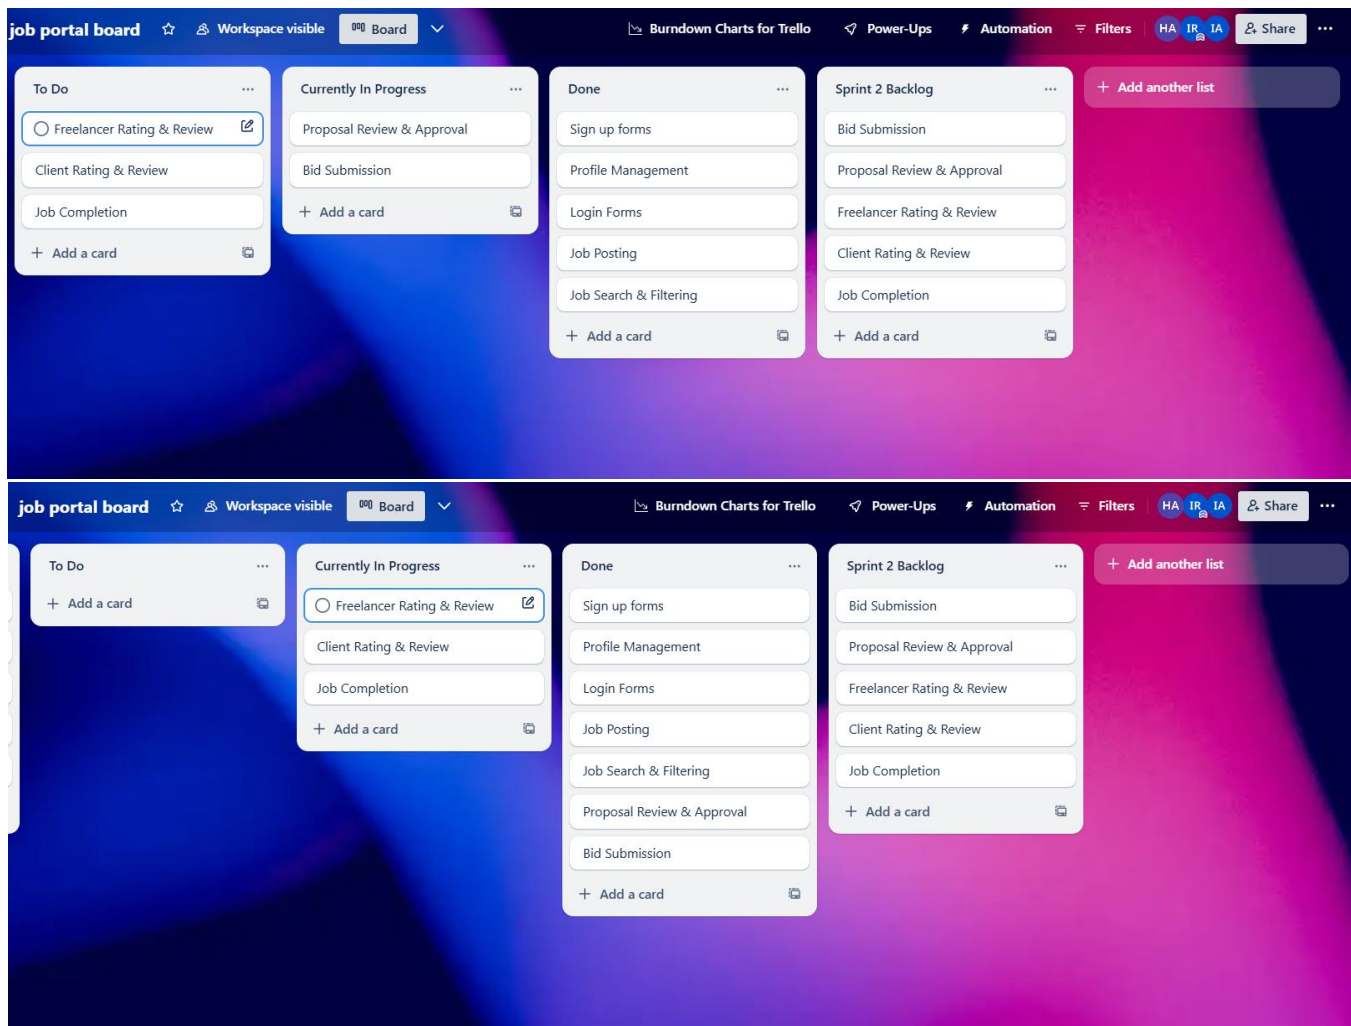 job portal board Workspace visible Board Burndown Charts for Trello Power-Ups Automation Filters HA IR IA Share
To Do
Freelancer Rating & Review
Client Rating & Review
Job Completion
+ Add a card
Currently In Progress
Proposal Review & Approval
Bid Submission
+ Add a card
Done
Sign up forms
Profile Management
Login Forms
Job Posting
Job Search & Filtering
+ Add a card
Sprint 2 Backlog
Bid Submission
Proposal Review & Approval
Freelancer Rating & Review
Client Rating & Review
Job Completion
+ Add a card
+ Add another list
job portal board Workspace visible Board Burndown Charts for Trello Power-Ups Automation Filters HA IR IA Share
To Do
+ Add a card
Currently In Progress
Freelancer Rating & Review
Client Rating & Review
Job Completion
+ Add a card
Done
Sign up forms
Profile Management
Login Forms
Job Posting
Job Search & Filtering
Proposal Review & Approval
Bid Submission
+ Add a card
Sprint 2 Backlog
Bid Submission
Proposal Review & Approval
Freelancer Rating & Review
Client Rating & Review
Job Completion
+ Add a card
+ Add another list